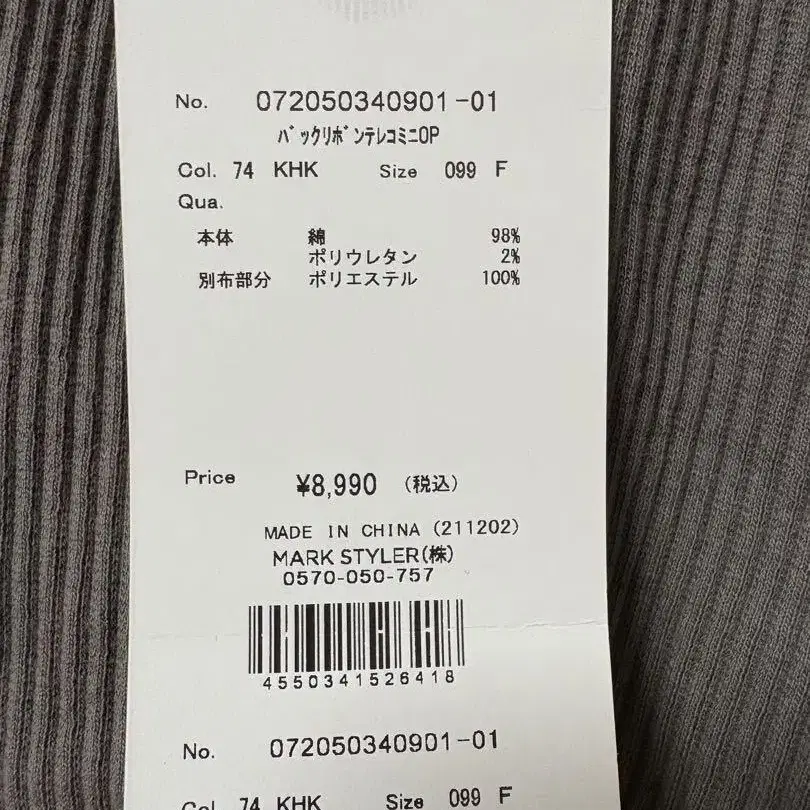 No. 072050340901-01
ﾊﾞｯｸﾘﾎﾞﾝﾃﾚｺﾐﾆOP
Col. 74 KHK Size 099 F
Qua.
本体 綿 98%
ポリウレタン 2%
別布部分 ポリエステル 100%
Price ¥8,990 (税込)
MADE IN CHINA (211202)
MARK STYLER(株)
0570-050-757
4550341526418
No. 072050340901-01
Col. 74 KHK Size 099 F